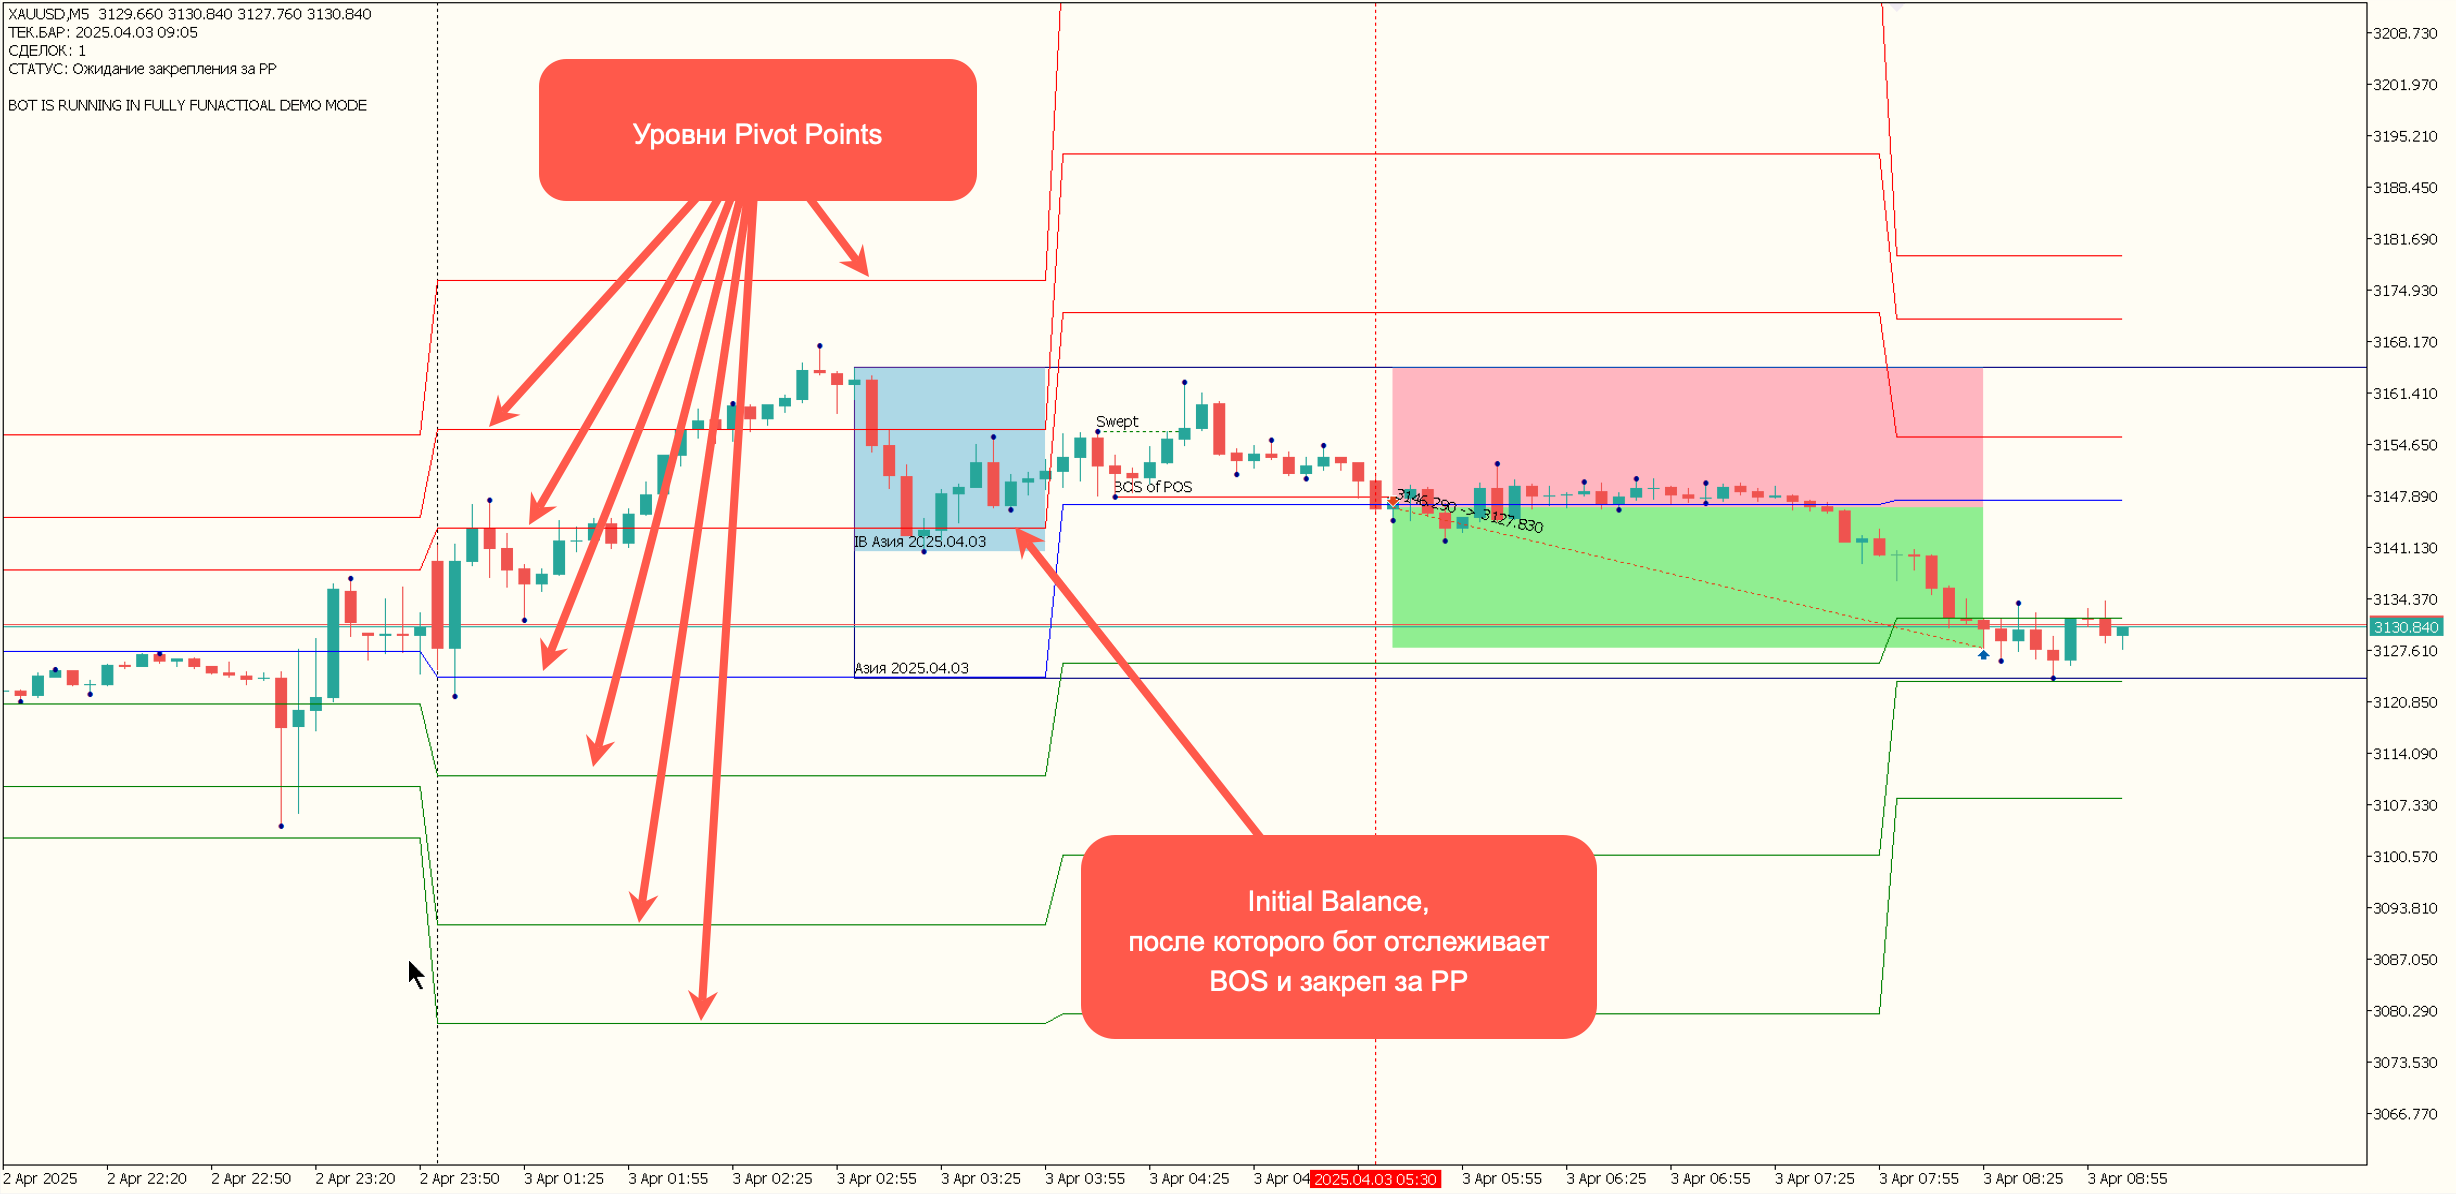 XAUUSD,M5 3129.660 3130.840 3127.760 3130.840
ТЕК.БАР: 2025.04.03 09:05
СДЕЛОК: 1
СТАТУС: Ожидание закрепления за PP
BOT IS RUNNING IN FULLY FUNACTIOAL DEMO MODE
Уровни Pivot Points
Swept
BOS of POS
3146.290 -> 3127.830
IB Азия 2025.04.03
Азия 2025.04.03
Initial Balance,
после которого бот отслеживает
BOS и закреп за PP
3208.730
3201.970
3195.210
3188.450
3181.690
3174.930
3168.170
3161.410
3154.650
3147.890
3141.130
3134.370
3130.840
3127.610
3120.850
3114.090
3107.330
3100.570
3093.810
3087.050
3080.290
3073.530
3066.770
2 Apr 2025
2 Apr 22:20
2 Apr 22:50
2 Apr 23:20
2 Apr 23:50
3 Apr 01:25
3 Apr 01:55
3 Apr 02:25
3 Apr 02:55
3 Apr 03:25
3 Apr 03:55
3 Apr 04:25
3 Apr 04
2025.04.03 05:30
3 Apr 05:55
3 Apr 06:25
3 Apr 06:55
3 Apr 07:25
3 Apr 07:55
3 Apr 08:25
3 Apr 08:55